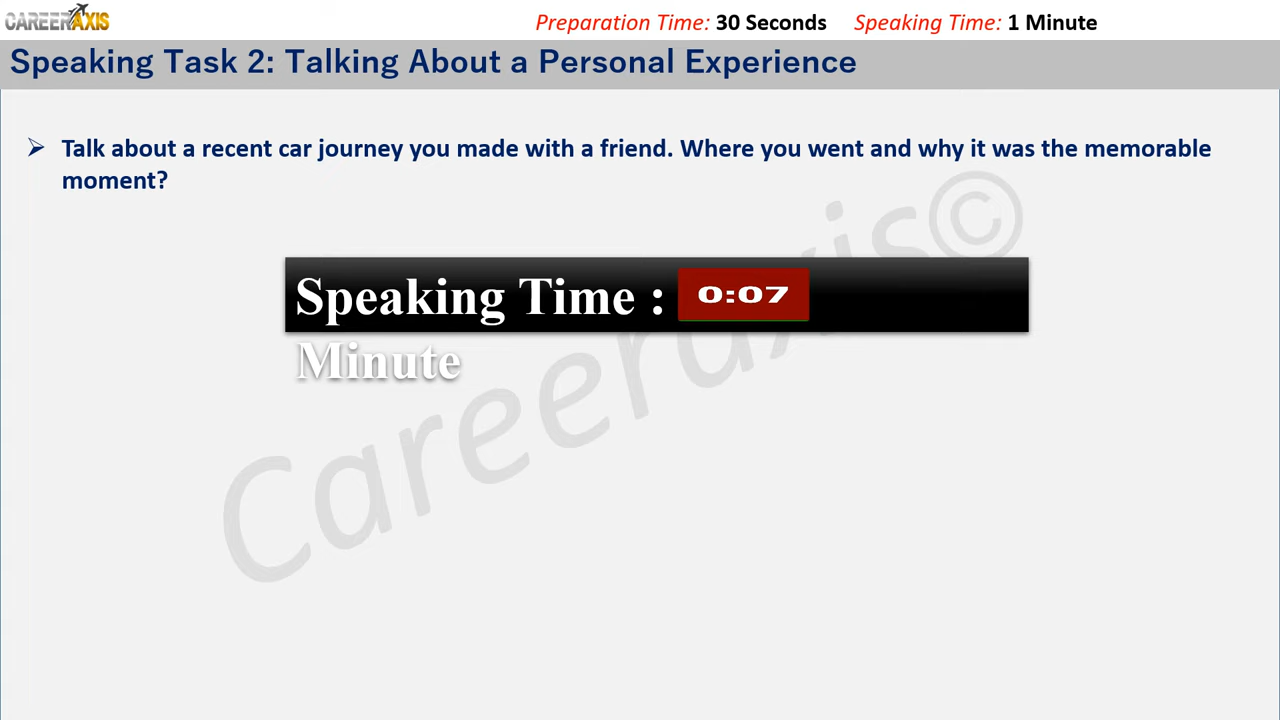 CAREERAXIS
Preparation Time: 30 Seconds Speaking Time: 1 Minute
Speaking Task 2: Talking About a Personal Experience
➢ Talk about a recent car journey you made with a friend. Where you went and why it was the memorable
moment?
Speaking Time : 0:07
Minute
Careeraxis©